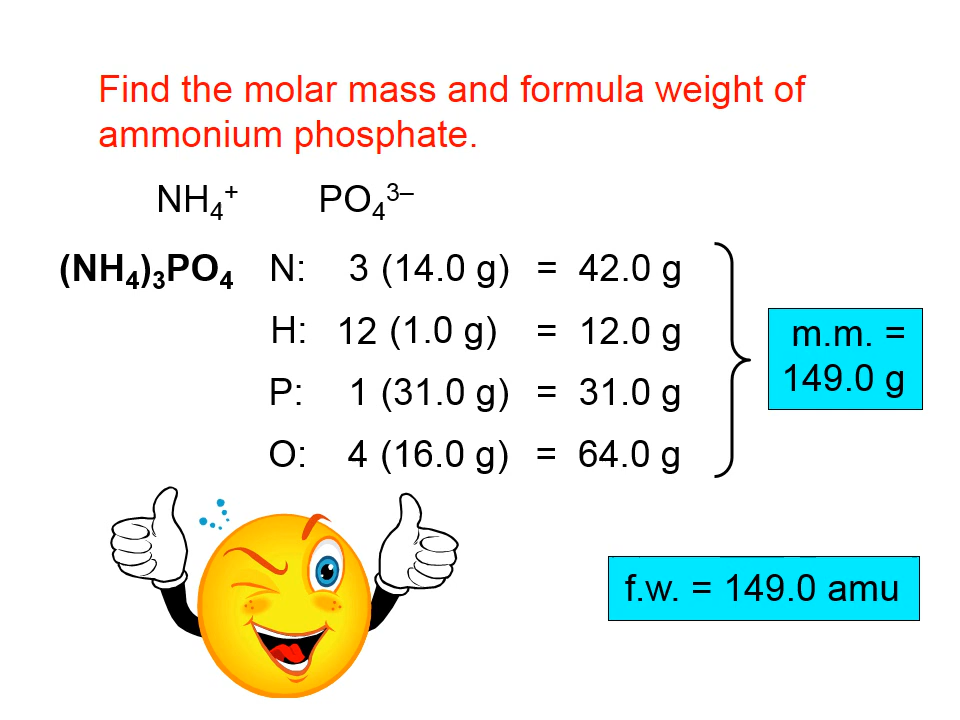 Find the molar mass and formula weight of
ammonium phosphate.
NH₄⁺ PO₄³⁻
(NH₄)₃PO₄ N: 3 (14.0 g) = 42.0 g
H: 12 (1.0 g) = 12.0 g
m.m. =
149.0 g
P: 1 (31.0 g) = 31.0 g
O: 4 (16.0 g) = 64.0 g
f.w. = 149.0 amu